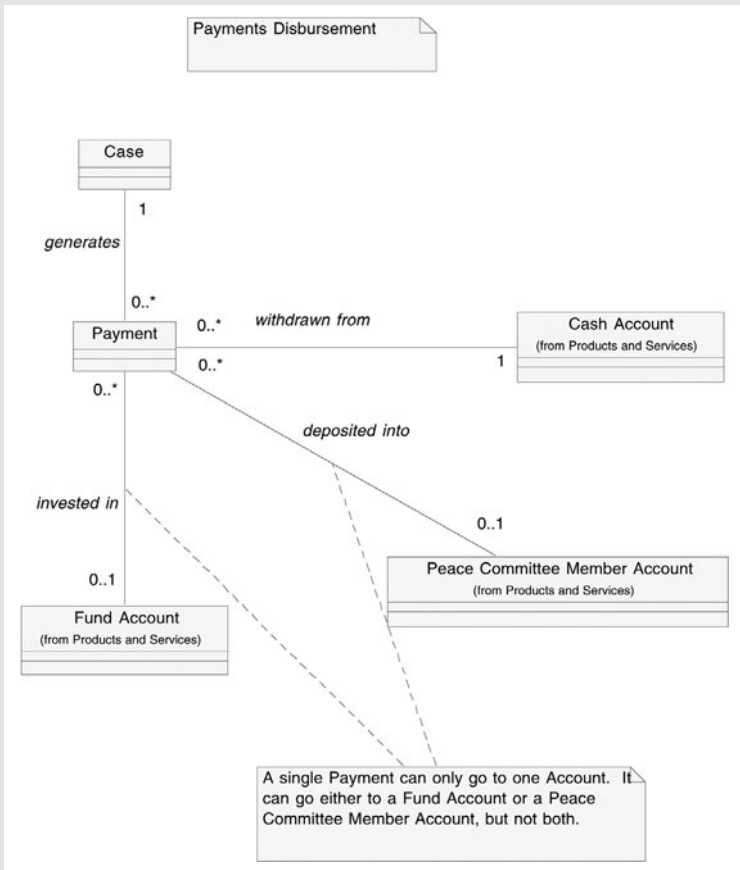 Payments Disbursement
Case
1
generates
0..*
Payment
0..*
withdrawn from
Cash Account
(from Products and Services)
0..*
1
0..*
deposited into
invested in
0..1
Peace Committee Member Account
(from Products and Services)
0..1
Fund Account
(from Products and Services)
A single Payment can only go to one Account. It
can go either to a Fund Account or a Peace
Committee Member Account, but not both.